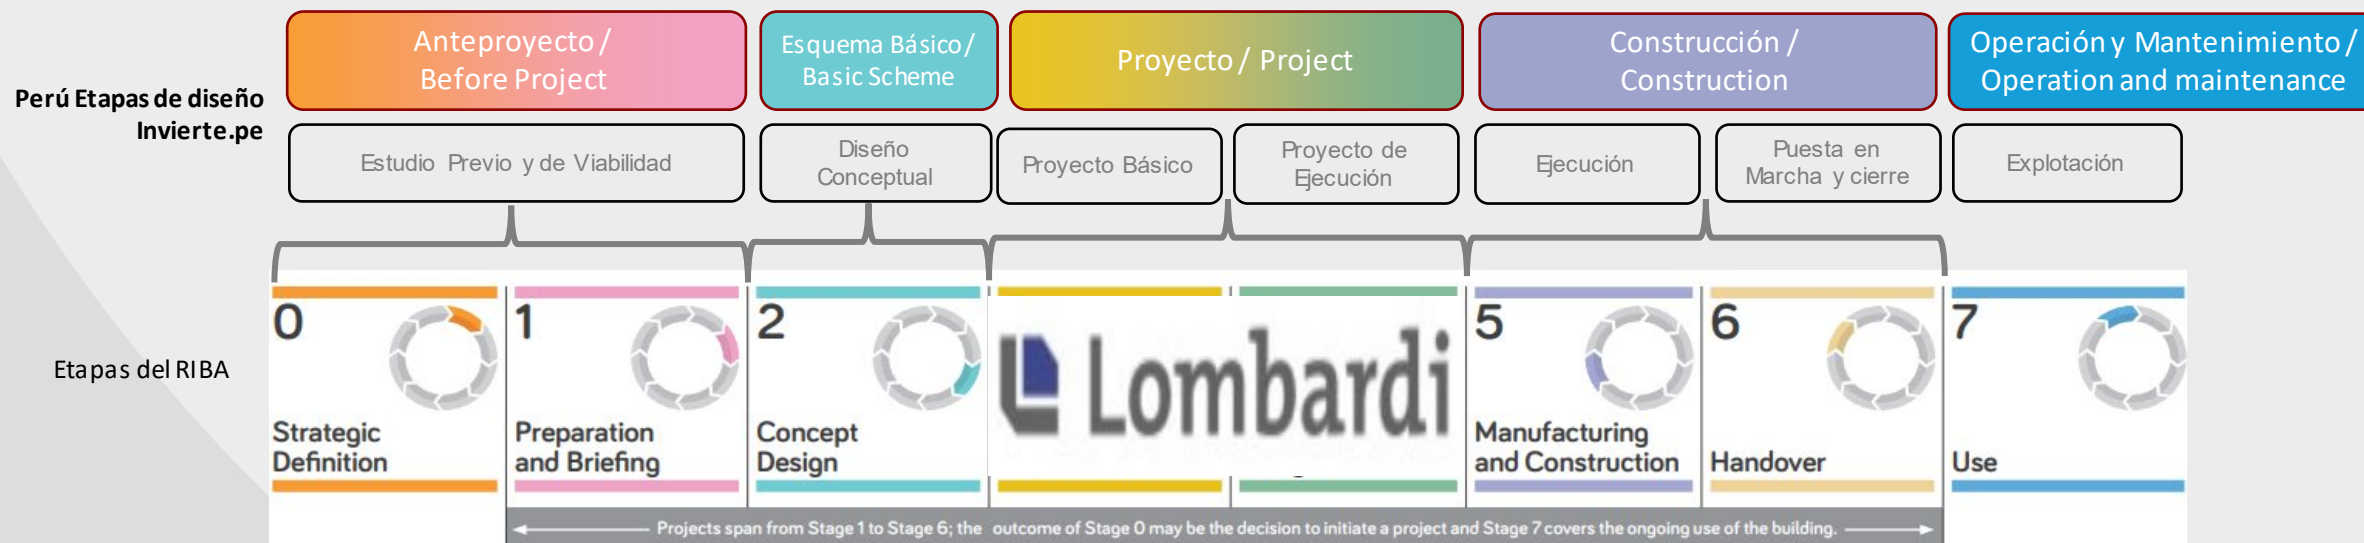 Anteproyecto /
Before Project
Esquema Básico /
Basic Scheme
Proyecto / Project
Construcción /
Construction
Operación y Mantenimiento /
Operation and maintenance
Perú Etapas de diseño
Invierte.pe
Estudio Previo y de Viabilidad
Diseño
Conceptual
Proyecto Básico
Proyecto de
Ejecución
Ejecución
Puesta en
Marcha y cierre
Explotación
Etapas del RIBA
0
Strategic
Definition
1
Preparation
and Briefing
2
Concept
Design
Lombardi
5
Manufacturing
and Construction
6
Handover
7
Use
Projects span from Stage 1 to Stage 6; the outcome of Stage 0 may be the decision to initiate a project and Stage 7 covers the ongoing use of the building.